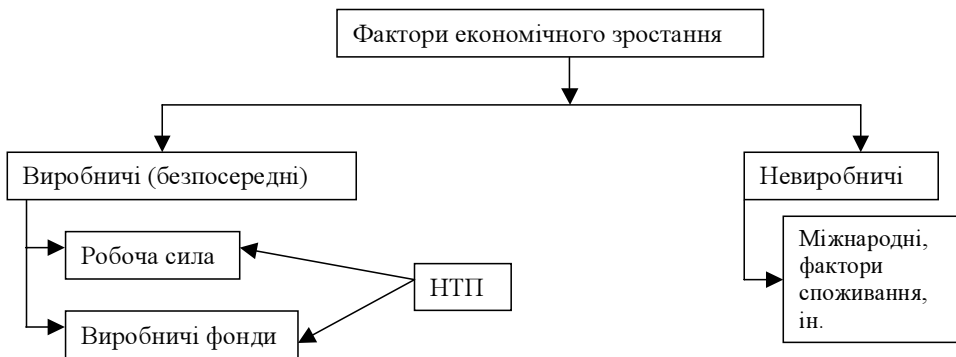 Фактори економічного зростання
Виробничі (безпосередні)
Невиробничі
Робоча сила
НТП
Виробничі фонди
Міжнародні,
фактори
споживання,
ін.